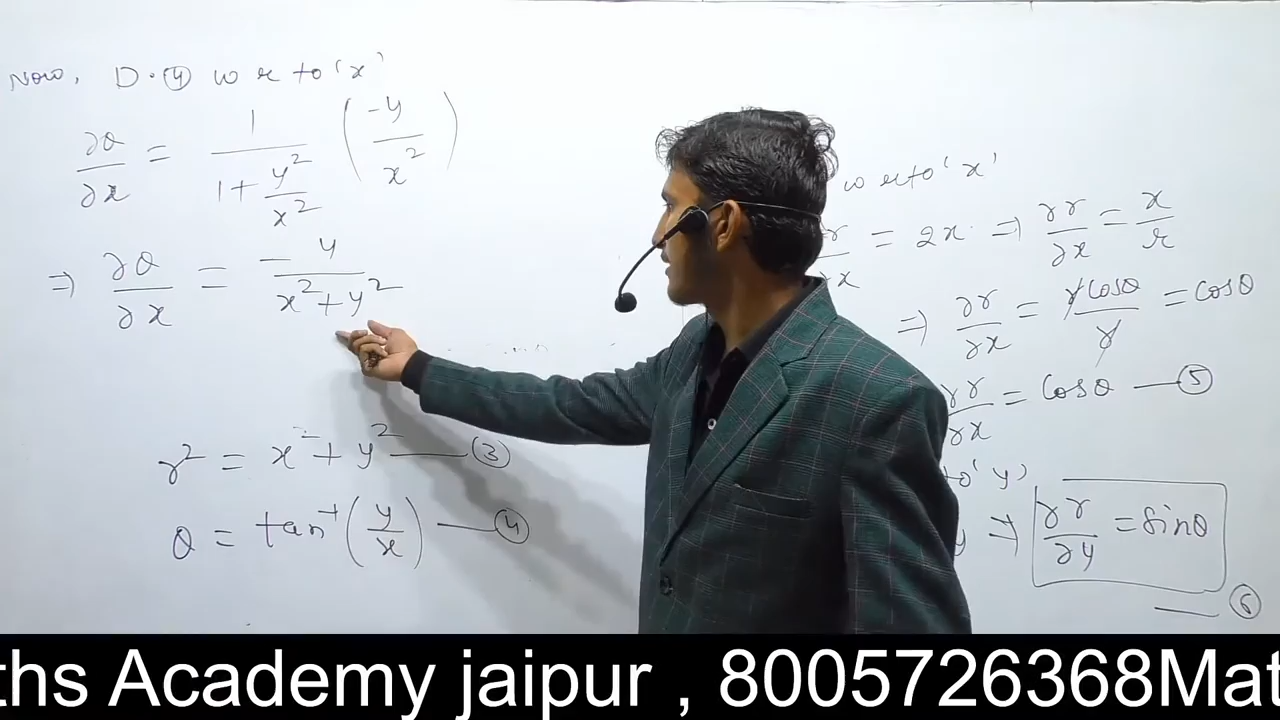 Now, D.④ w r to 'x'
∂θ/∂x = 1/(1+y²/x²) (-y/x²)
⇒ ∂θ/∂x = -y/(x²+y²)
r² = x²+y² —③
θ = tan⁻¹(y/x) —④
w r to 'x'
= 2x ⇒ ∂r/∂x = x/r
⇒ ∂r/∂x = r cosθ/r = cosθ
∂r/∂x = cosθ —⑤
to 'y'
y ⇒ ∂r/∂y = sinθ
—⑥
ths Academy jaipur , 8005726368Mat